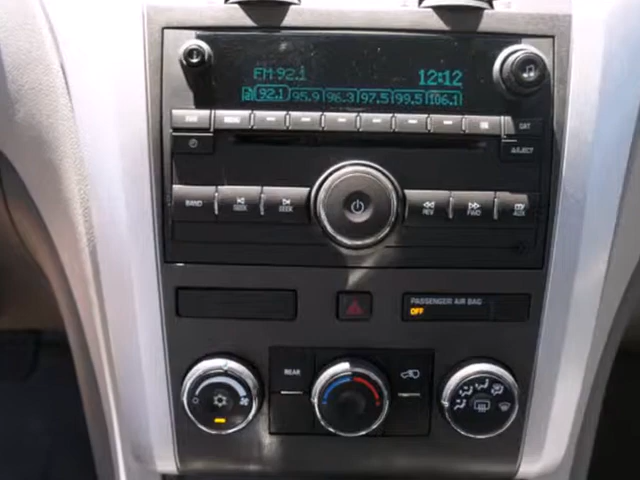 FM 92.1 12:12
92.1 95.9 96.3 97.5 99.5 106.1
CAT
EJECT
BAND SEEK SEEK REV FWD AUX
PASSENGER AIR BAG
OFF
REAR